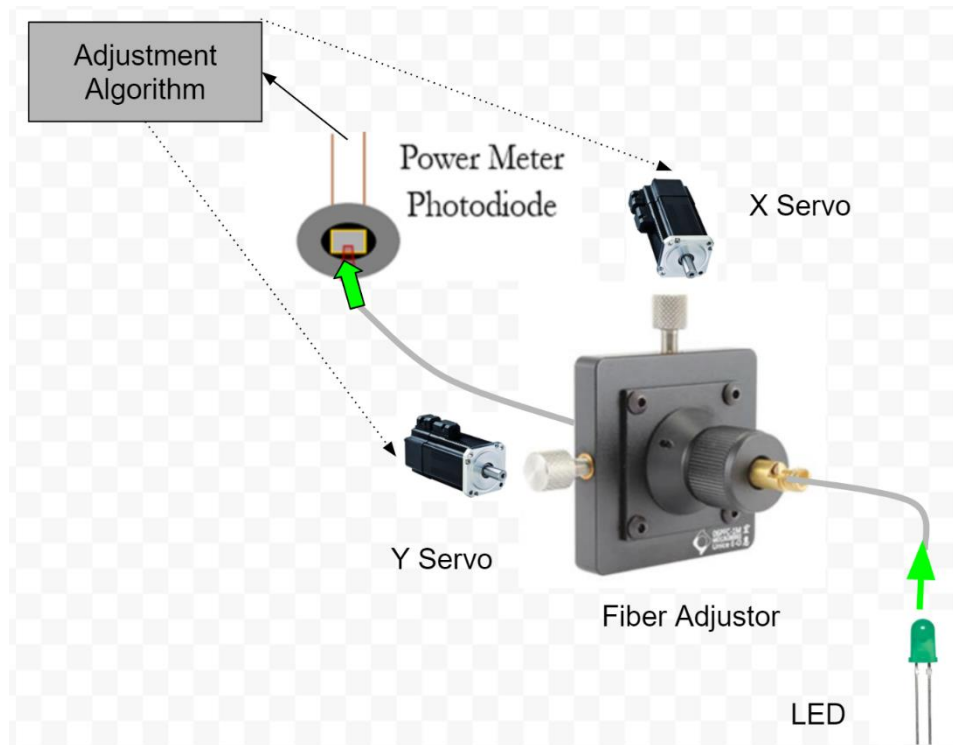 Adjustment
Algorithm
Power Meter
Photodiode
X Servo
Y Servo
Fiber Adjustor
LED